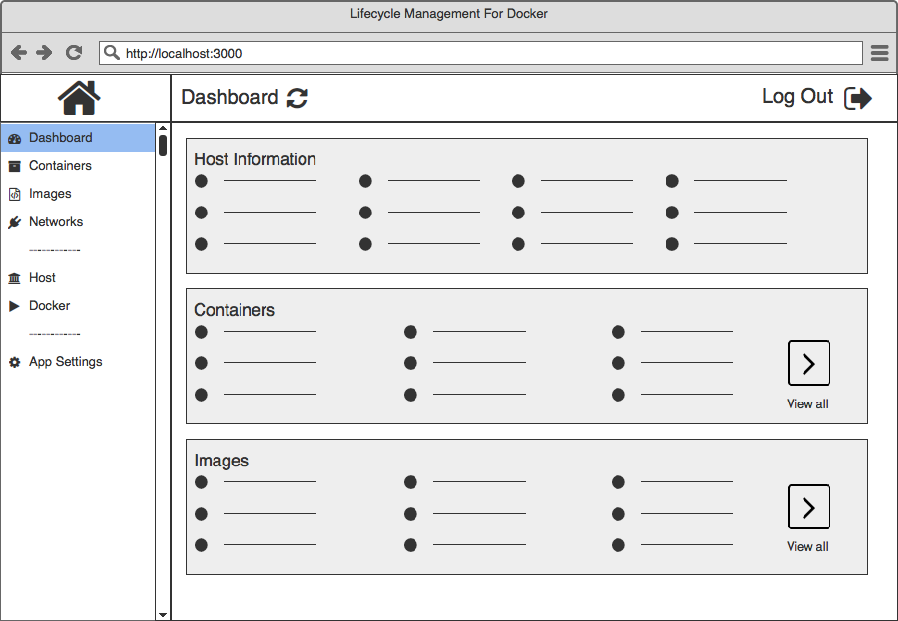 Lifecycle Management For Docker
http://localhost:3000
Dashboard
Log Out
Dashboard
Containers
Images
Networks
------------
Host
Docker
------------
App Settings
Host Information
Containers
View all
Images
View all